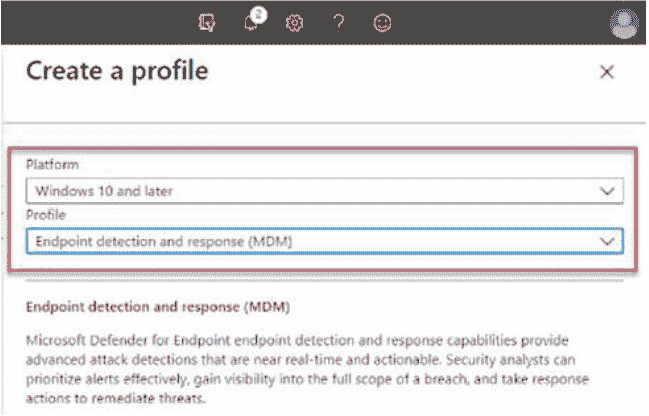 2
Create a profile
Platform
Windows 10 and later
Profile
Endpoint detection and response (MDM)
Endpoint detection and response (MDM)
Microsoft Defender for Endpoint endpoint detection and response capabilities provide
advanced attack detections that are near real-time and actionable. Security analysts can
prioritize alerts effectively, gain visibility into the full scope of a breach, and take response
actions to remediate threats.